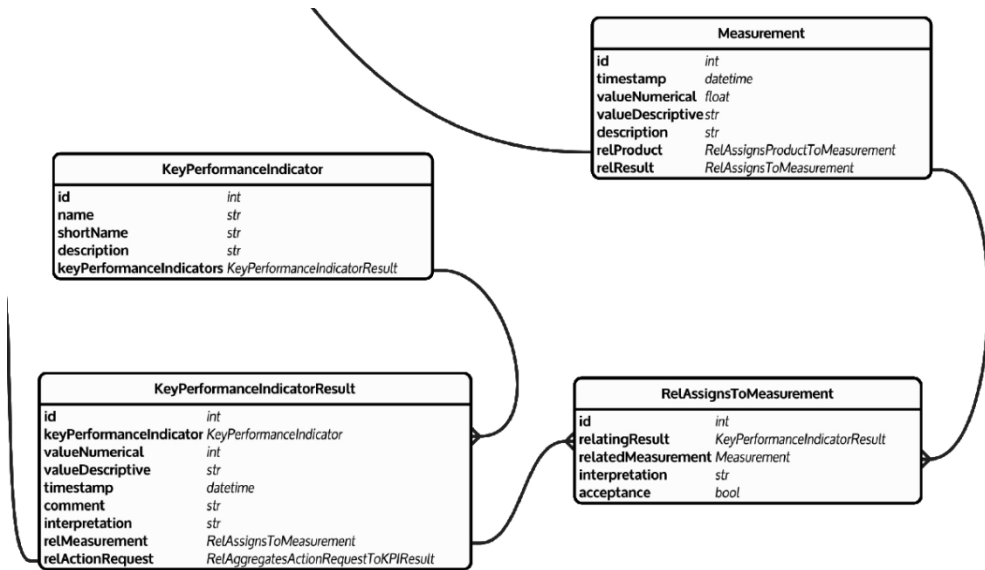 Measurement
id int
timestamp datetime
valueNumerical float
valueDescriptive str
description str
relProduct RelAssignsProductToMeasurement
relResult RelAssignsToMeasurement
KeyPerformanceIndicator
id int
name str
shortName str
description str
keyPerformanceIndicators KeyPerformanceIndicatorResult
KeyPerformanceIndicatorResult
id int
keyPerformanceIndicator KeyPerformanceIndicator
valueNumerical int
valueDescriptive str
timestamp datetime
comment str
interpretation str
relMeasurement RelAssignsToMeasurement
relActionRequest RelAggregatesActionRequestToKPIResult
RelAssignsToMeasurement
id int
relatingResult KeyPerformanceIndicatorResult
relatedMeasurement Measurement
interpretation str
acceptance bool